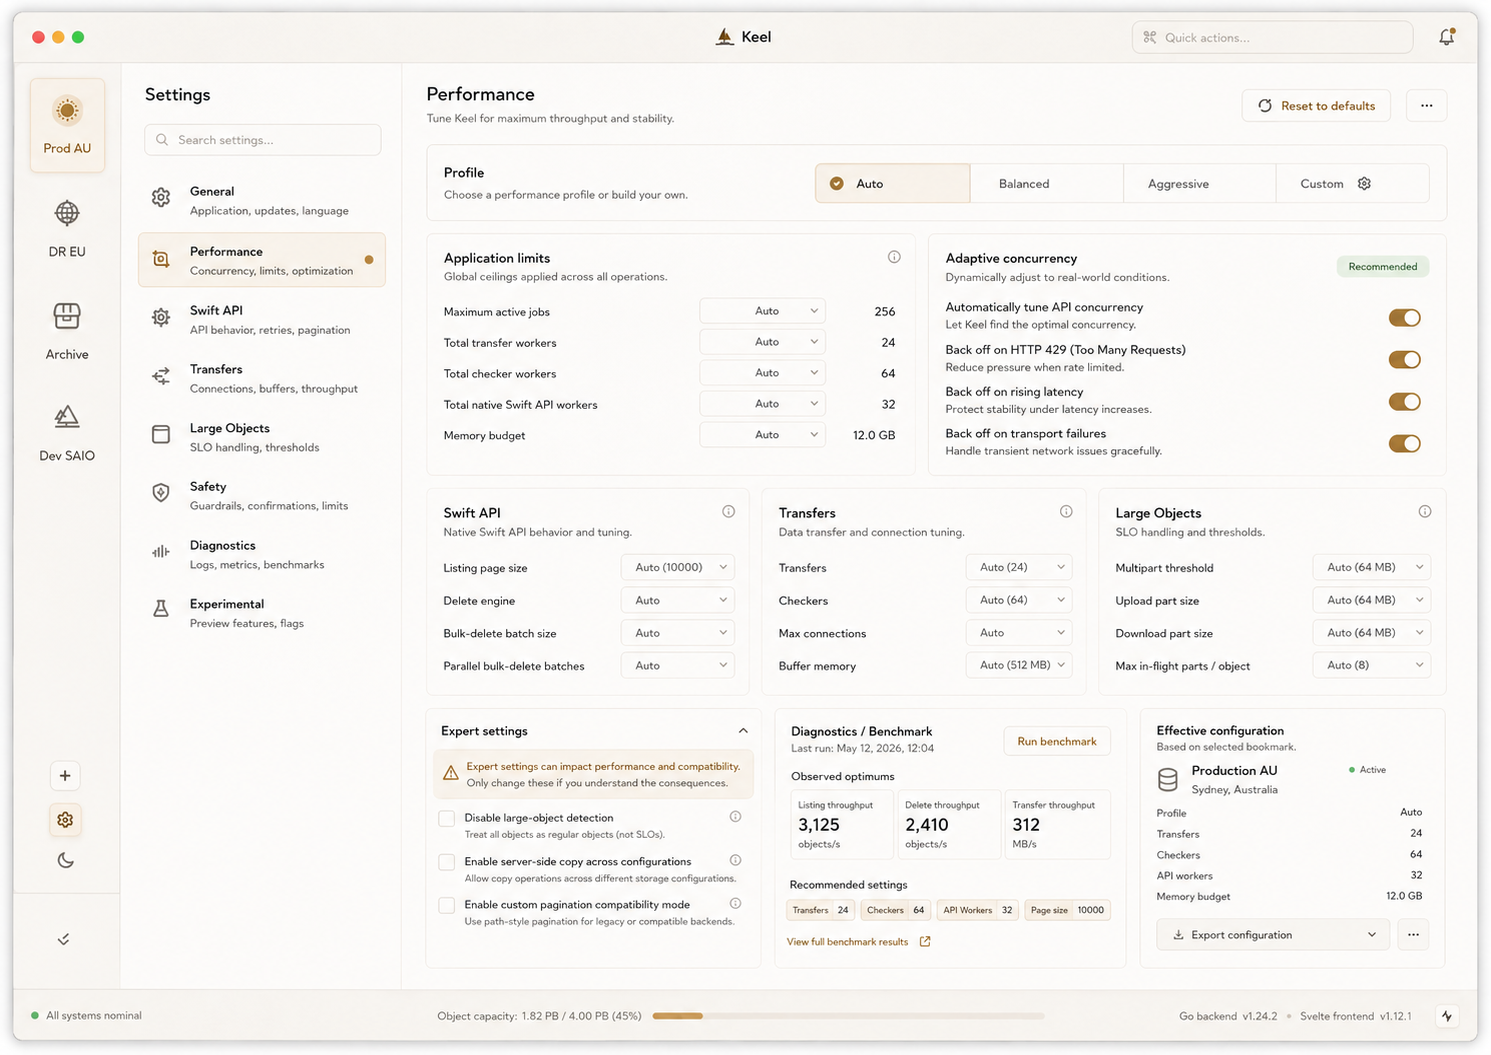 Keel
Quick actions...
Prod AU
DR EU
Archive
Dev SAIO
Settings
Search settings...
General
Application, updates, language
Performance
Concurrency, limits, optimization
Swift API
API behavior, retries, pagination
Transfers
Connections, buffers, throughput
Large Objects
SLO handling, thresholds
Safety
Guardrails, confirmations, limits
Diagnostics
Logs, metrics, benchmarks
Experimental
Preview features, flags
Performance
Tune Keel for maximum throughput and stability.
Reset to defaults
Profile
Choose a performance profile or build your own.
Auto
Balanced
Aggressive
Custom
Application limits
Global ceilings applied across all operations.
Maximum active jobs Auto 256
Total transfer workers Auto 24
Total checker workers Auto 64
Total native Swift API workers Auto 32
Memory budget Auto 12.0 GB
Adaptive concurrency
Dynamically adjust to real-world conditions.
Recommended
Automatically tune API concurrency
Let Keel find the optimal concurrency.
Back off on HTTP 429 (Too Many Requests)
Reduce pressure when rate limited.
Back off on rising latency
Protect stability under latency increases.
Back off on transport failures
Handle transient network issues gracefully.
Swift API
Native Swift API behavior and tuning.
Listing page size Auto (10000)
Delete engine Auto
Bulk-delete batch size Auto
Parallel bulk-delete batches Auto
Transfers
Data transfer and connection tuning.
Transfers Auto (24)
Checkers Auto (64)
Max connections Auto
Buffer memory Auto (512 MB)
Large Objects
SLO handling and thresholds.
Multipart threshold Auto (64 MB)
Upload part size Auto (64 MB)
Download part size Auto (64 MB)
Max in-flight parts / object Auto (8)
Expert settings
Expert settings can impact performance and compatibility.
Only change these if you understand the consequences.
Disable large-object detection
Treat all objects as regular objects (not SLOs).
Enable server-side copy across configurations
Allow copy operations across different storage configurations.
Enable custom pagination compatibility mode
Use path-style pagination for legacy or compatible backends.
Diagnostics / Benchmark
Last run: May 12, 2026, 12:04
Run benchmark
Observed optimums
Listing throughput
3,125
objects/s
Delete throughput
2,410
objects/s
Transfer throughput
312
MB/s
Recommended settings
Transfers 24
Checkers 64
API Workers 32
Page size 10000
View full benchmark results
Effective configuration
Based on selected bookmark.
Production AU
Sydney, Australia
Active
Profile Auto
Transfers 24
Checkers 64
API workers 32
Memory budget 12.0 GB
Export configuration
All systems nominal
Object capacity: 1.82 PB / 4.00 PB (45%)
Go backend v1.24.2
Svelte frontend v1.12.1